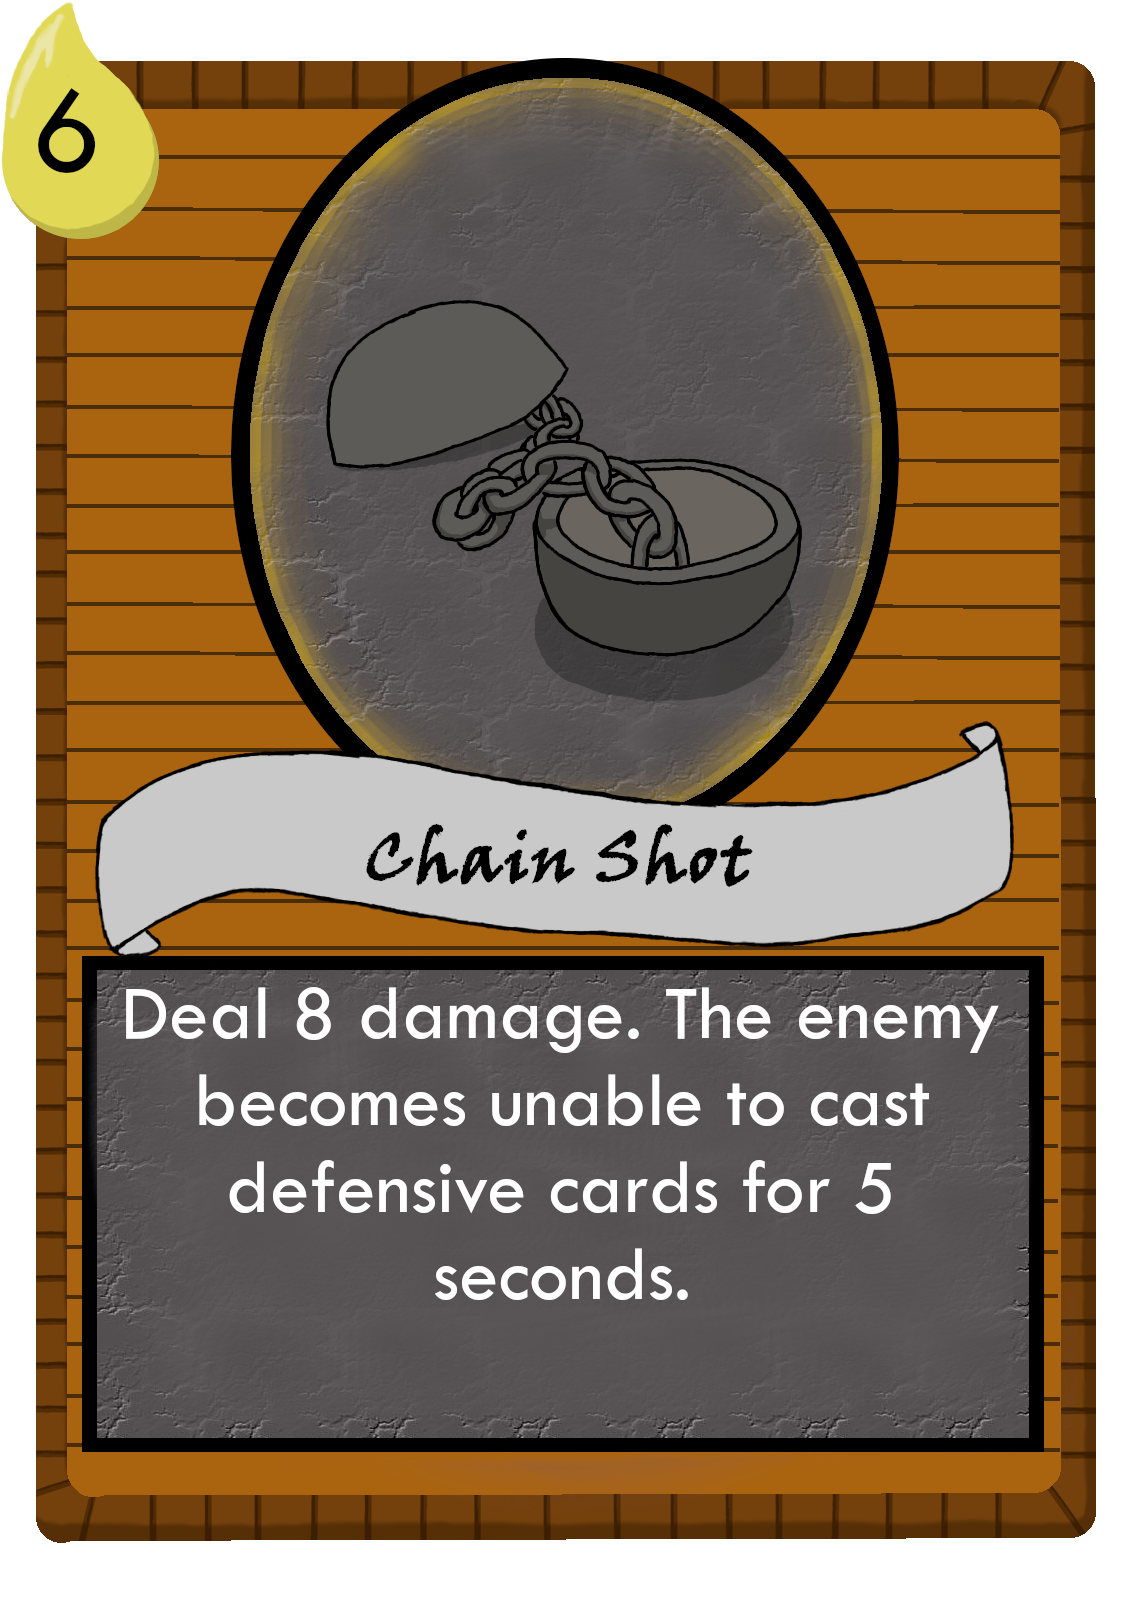 6
Chain Shot
Deal 8 damage. The enemy
becomes unable to cast
defensive cards for 5
seconds.